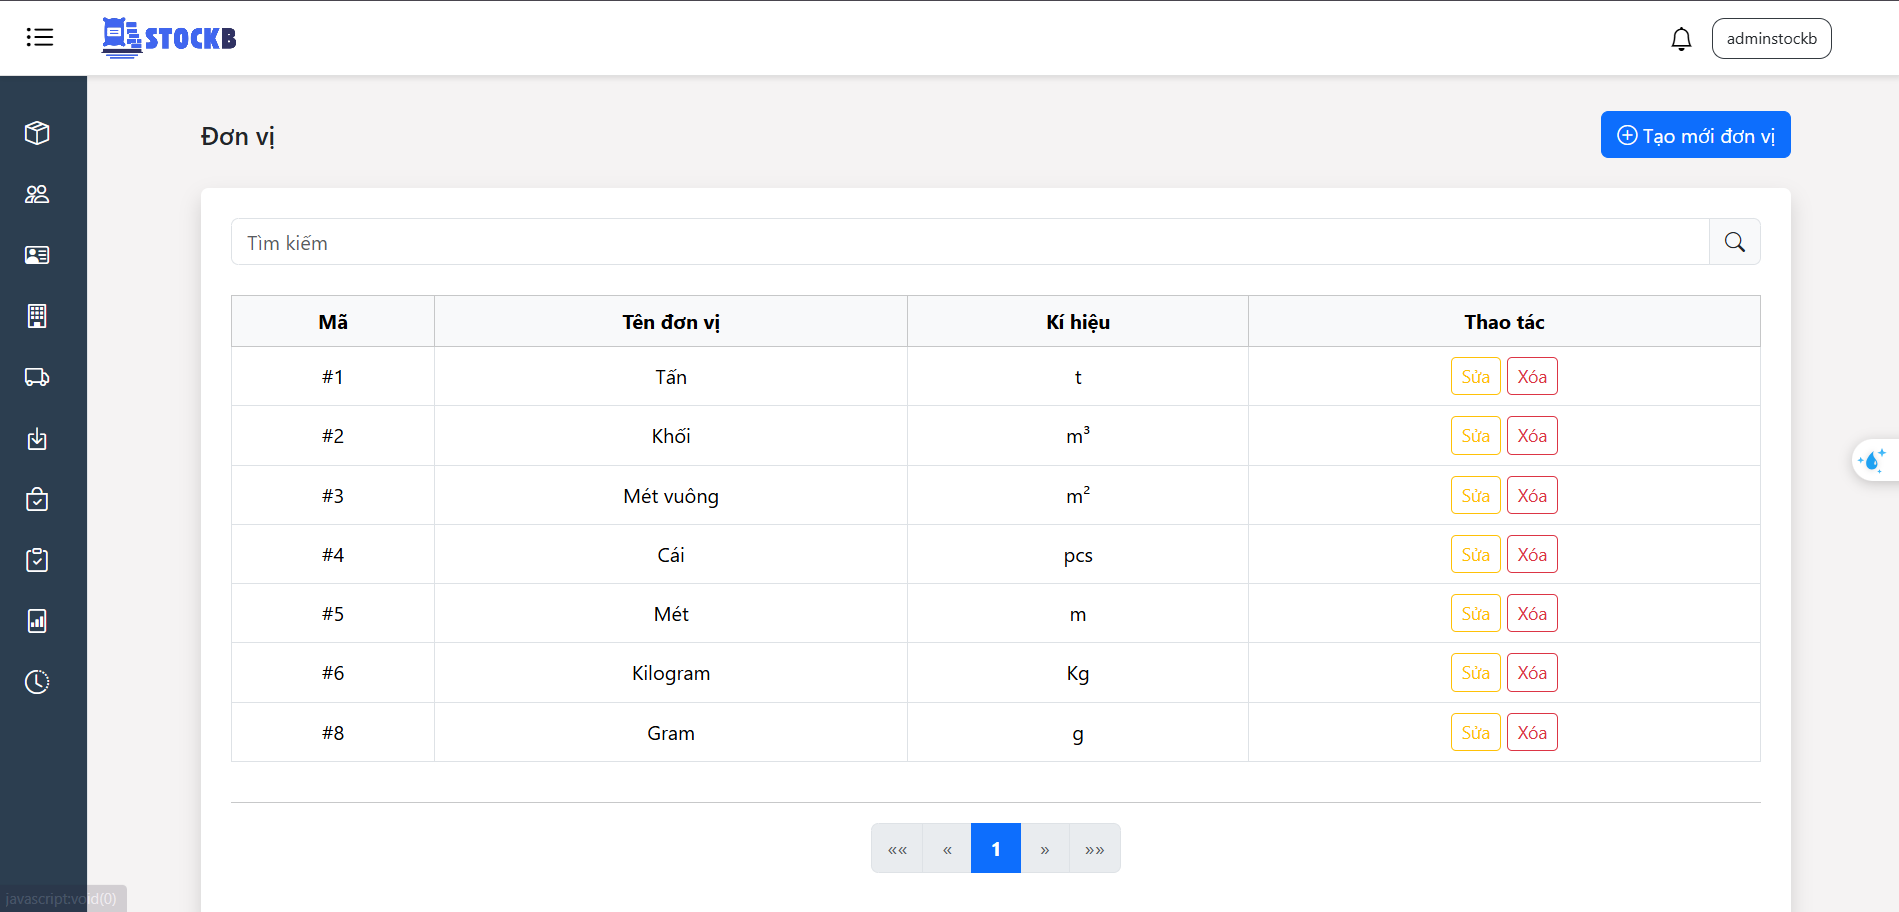 STOCKB
adminstockb
Đơn vị
Tạo mới đơn vị
Tìm kiếm
Mã Tên đơn vị Kí hiệu Thao tác
#1 Tấn t Sửa Xóa
#2 Khối m³ Sửa Xóa
#3 Mét vuông m² Sửa Xóa
#4 Cái pcs Sửa Xóa
#5 Mét m Sửa Xóa
#6 Kilogram Kg Sửa Xóa
#8 Gram g Sửa Xóa
«« « 1 » »»
javascript:void(0)